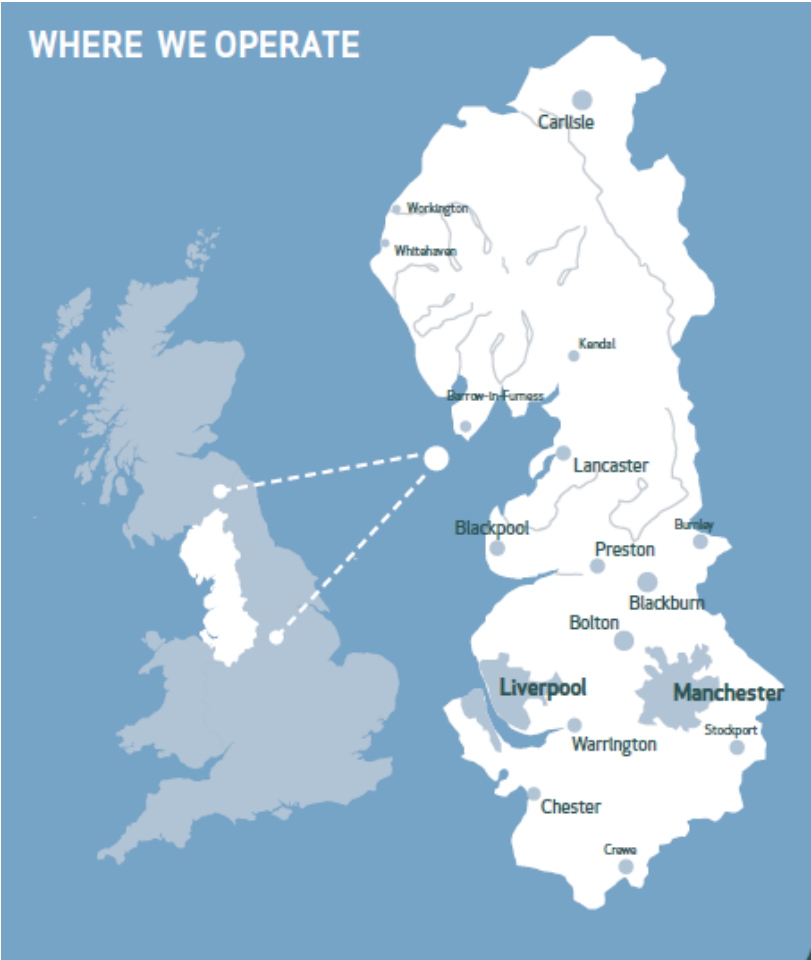 WHERE WE OPERATE
Carlisle
Workington
Whitehaven
Kendal
Barrow-in-Furness
Lancaster
Blackpool
Burnley
Preston
Blackburn
Bolton
Liverpool
Manchester
Stockport
Warrington
Chester
Crewe